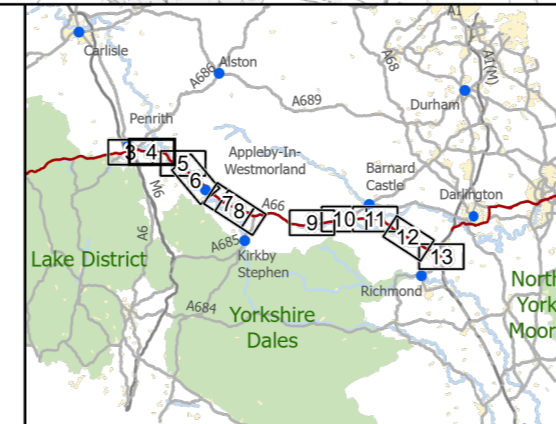 A1
Carlisle
Alston
A686
A68
A1(M)
A689
Durham
Penrith
3
4
5
6
7
8
Appleby-In-
Westmorland
Barnard
Castle
Darlington
M6
A66
9
10
11
12
13
A6
A685
Kirkby
Stephen
Richmond
Lake District
A684
Yorkshire
Dales
North
York
Moor